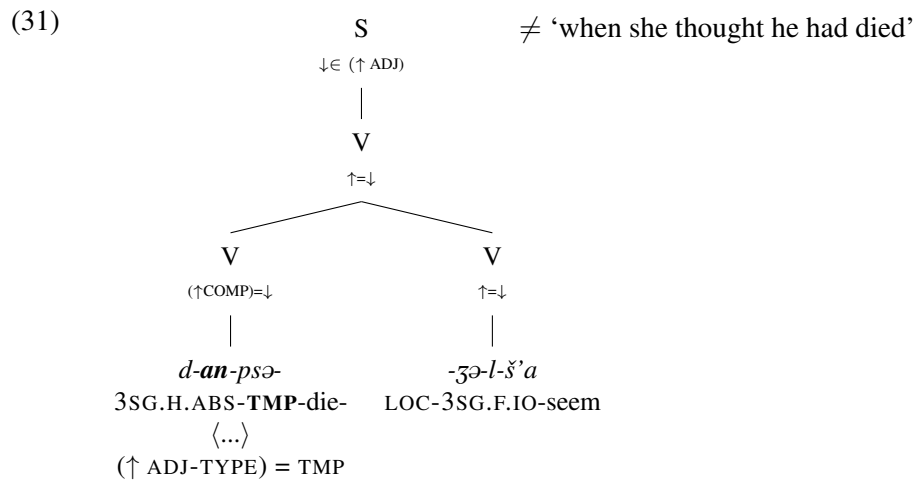 (31) S ≠ ‘when she thought he had died’
↓∈ (↑ ADJ)
V
↑=↓
V V
(↑COMP)=↓ ↑=↓
d-an-psə- -ʒə-l-š’a
3SG.H.ABS-TMP-die- LOC-3SG.F.IO-seem
⟨...⟩
(↑ ADJ-TYPE) = TMP